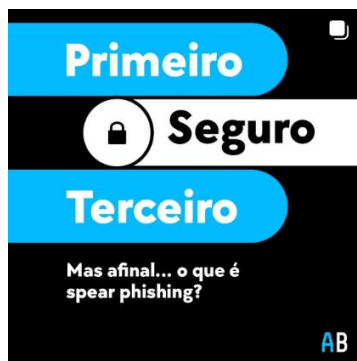 Primeiro
Seguro
Terceiro
Mas afinal... o que é
spear phishing?
AB